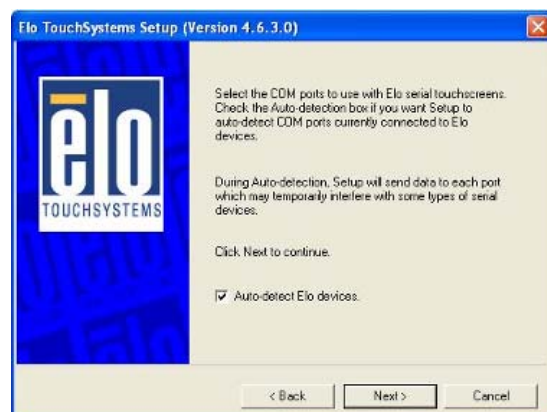 Elo TouchSystems Setup (Version 4.6.3.0)
elo
TOUCHSYSTEMS
Select the COM ports to use with Elo serial touchscreens.
Check the Auto-detection box if you want Setup to
auto-detect COM ports currently connected to Elo
devices.
During Auto-detection, Setup will send data to each port
which may temporarily interfere with some types of serial
devices.
Click Next to continue.
Auto-detect Elo devices.
< Back
Next >
Cancel